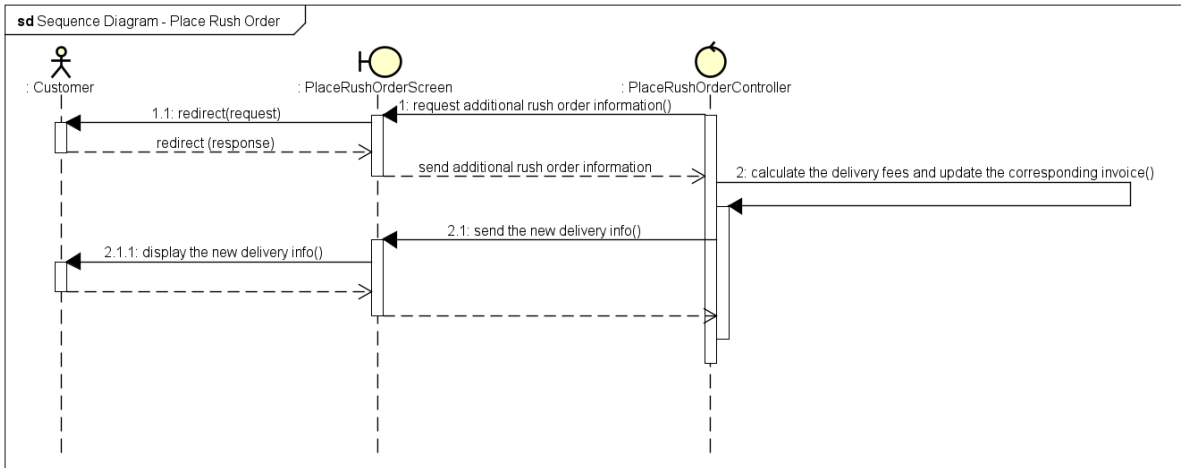 sd Sequence Diagram - Place Rush Order
: Customer
: PlaceRushOrderScreen
: PlaceRushOrderController
1: request additional rush order information()
1.1: redirect(request)
redirect (response)
send additional rush order information
2: calculate the delivery fees and update the corresponding invoice()
2.1: send the new delivery info()
2.1.1: display the new delivery info()